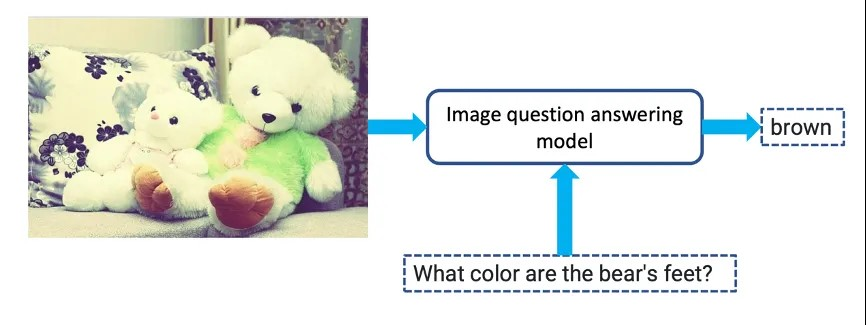 Image question answering
model
brown
What color are the bear's feet?